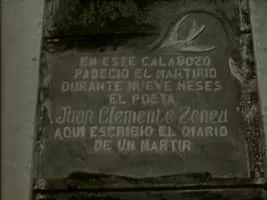 EN ESTE CALABOZO
PADECIO EL MARTIRIO
DURANTE NUEVE MESES
EL POETA
Juan Clemente Zenea
AQUI ESCRIBIO EL DIARIO
DE UN MARTIR